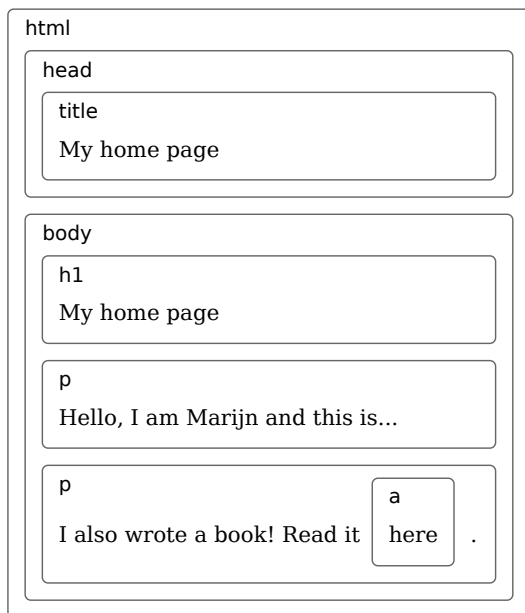 html
head
title
My home page
body
h1
My home page
p
Hello, I am Marijn and this is...
p
a
I also wrote a book! Read it here .